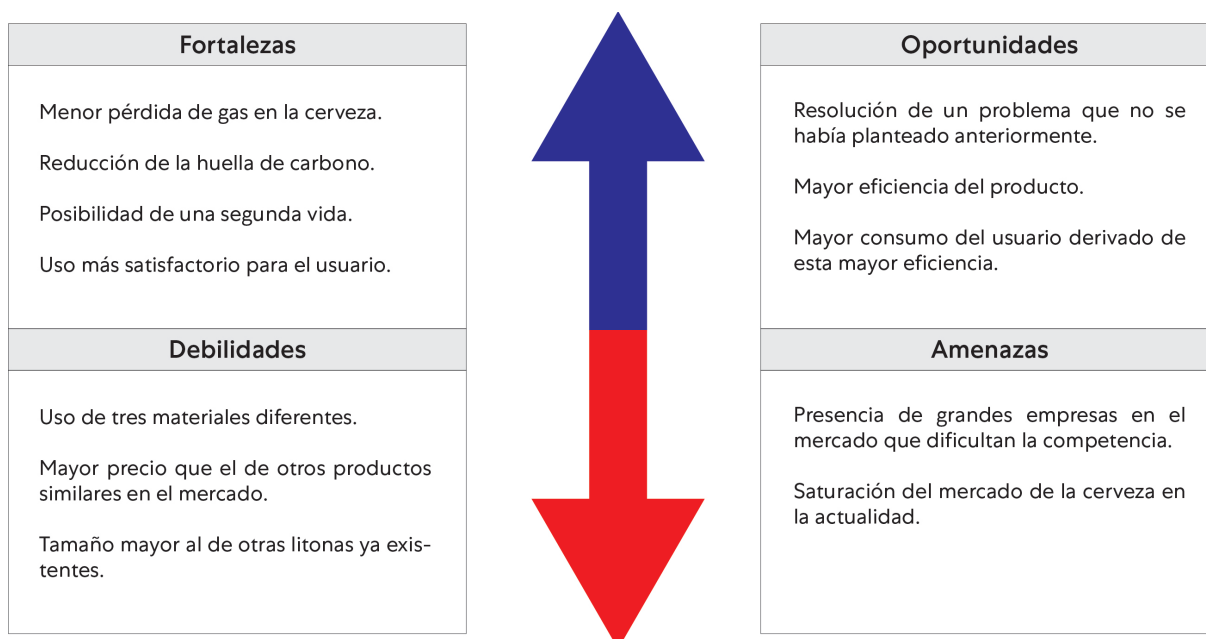 Fortalezas
Menor pérdida de gas en la cerveza.
Reducción de la huella de carbono.
Posibilidad de una segunda vida.
Uso más satisfactorio para el usuario.
Debilidades
Uso de tres materiales diferentes.
Mayor precio que el de otros productos
similares en el mercado.
Tamaño mayor al de otras litonas ya exis-
tentes.
Oportunidades
Resolución de un problema que no se
había planteado anteriormente.
Mayor eficiencia del producto.
Mayor consumo del usuario derivado de
esta mayor eficiencia.
Amenazas
Presencia de grandes empresas en el
mercado que dificultan la competencia.
Saturación del mercado de la cerveza en
la actualidad.